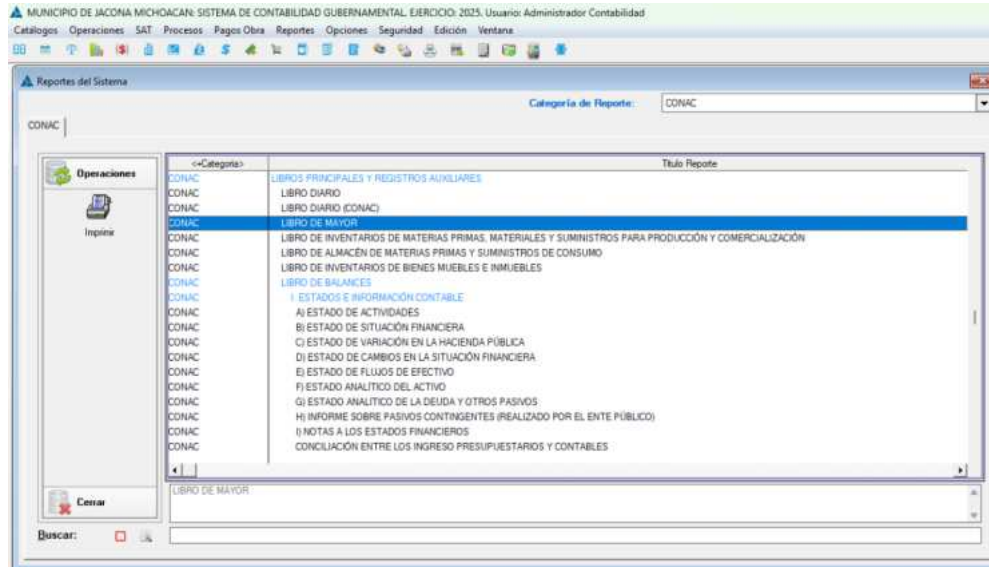 MUNICIPIO DE JACONA MICHOACAN: SISTEMA DE CONTABILIDAD GUBERNAMENTAL. EJERCICIO: 2025. Usuario: Administrador Contabilidad
Catálogos Operaciones SAT Procesos Pagos Obra Reportes Opciones Seguridad Edición Ventana
Reportes del Sistema
Categoría de Reporte: CONAC
CONAC
Operaciones
Imprimir
<+Categoria> Titulo Reporte
CONAC LIBROS PRINCIPALES Y REGISTROS AUXILIARES
CONAC LIBRO DIARIO
CONAC LIBRO DIARIO (CONAC)
CONAC LIBRO DE MAYOR
CONAC LIBRO DE INVENTARIOS DE MATERIAS PRIMAS, MATERIALES Y SUMINISTROS PARA PRODUCCIÓN Y COMERCIALIZACIÓN
CONAC LIBRO DE ALMACÉN DE MATERIAS PRIMAS Y SUMINISTROS DE CONSUMO
CONAC LIBRO DE INVENTARIOS DE BIENES MUEBLES E INMUEBLES
CONAC LIBRO DE BALANCES
CONAC I ESTADOS E INFORMACIÓN CONTABLE
CONAC A) ESTADO DE ACTIVIDADES
CONAC B) ESTADO DE SITUACIÓN FINANCIERA
CONAC C) ESTADO DE VARIACIÓN EN LA HACIENDA PÚBLICA
CONAC D) ESTADO DE CAMBIOS EN LA SITUACIÓN FINANCIERA
CONAC E) ESTADO DE FLUJOS DE EFECTIVO
CONAC F) ESTADO ANALÍTICO DEL ACTIVO
CONAC G) ESTADO ANALÍTICO DE LA DEUDA Y OTROS PASIVOS
CONAC H) INFORME SOBRE PASIVOS CONTINGENTES (REALIZADO POR EL ENTE PÚBLICO)
CONAC I) NOTAS A LOS ESTADOS FINANCIEROS
CONAC CONCILIACIÓN ENTRE LOS INGRESO PRESUPUESTARIOS Y CONTABLES
LIBRO DE MAYOR
Cerrar
Buscar: